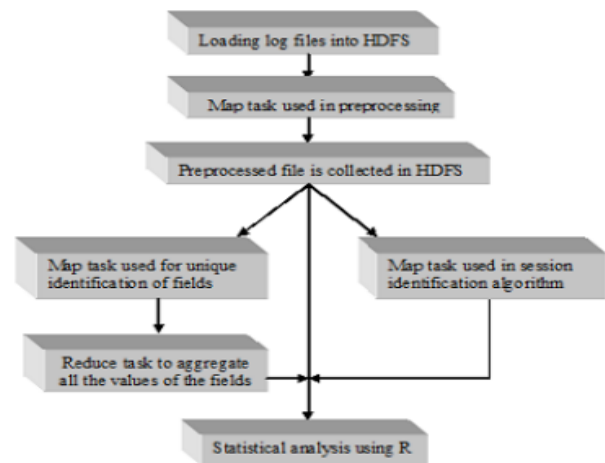 Loading log files into HDFS
Map task used in preprocessing
Preprocessed file is collected in HDFS
Map task used for unique
identification of fields
Map task used in session
identification algorithm
Reduce task to aggregate
all the values of the fields
Statistical analysis using R